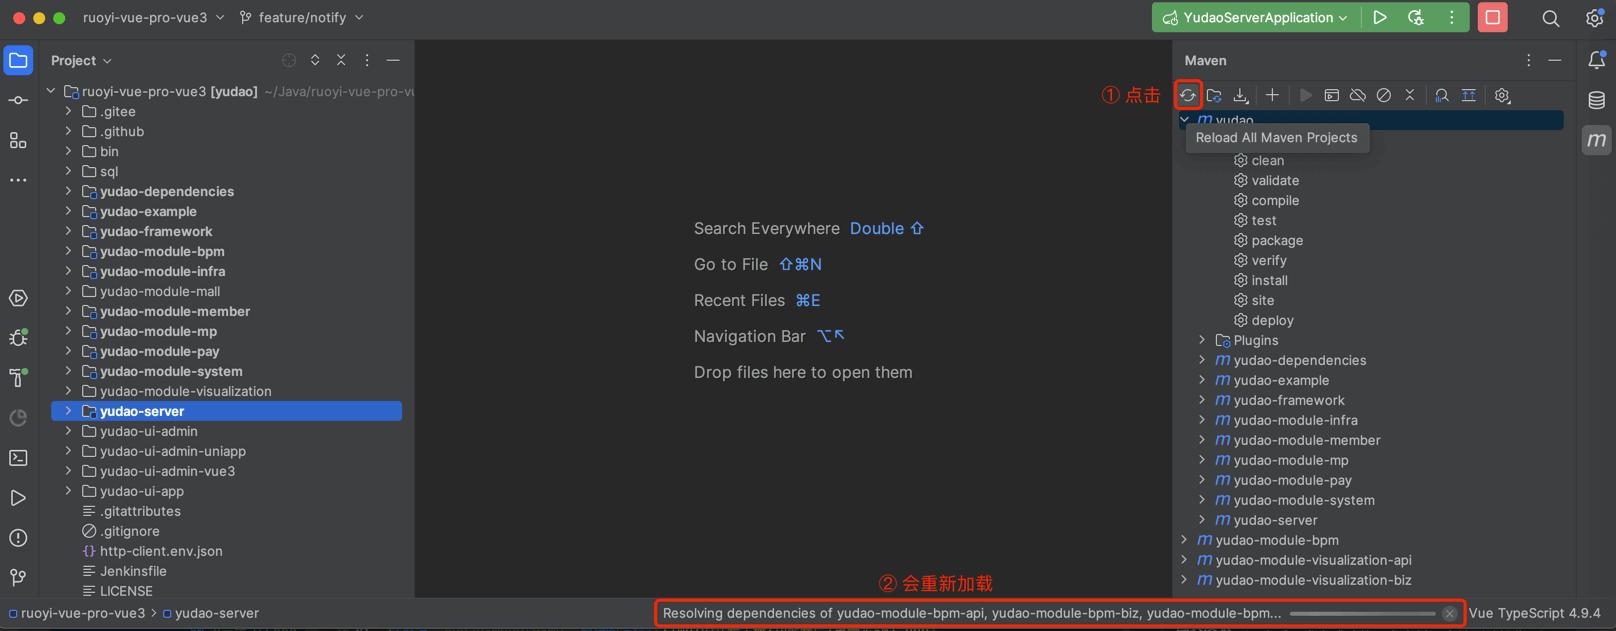 ruoyi-vue-pro-vue3
feature/notify
YudaoServerApplication
Project
ruoyi-vue-pro-vue3 [yudao] ~/Java/ruoyi-vue-pro-vu
.gitee
.github
bin
sql
yudao-dependencies
yudao-example
yudao-framework
yudao-module-bpm
yudao-module-infra
yudao-module-mall
yudao-module-member
yudao-module-mp
yudao-module-pay
yudao-module-system
yudao-module-visualization
yudao-server
yudao-ui-admin
yudao-ui-admin-uniapp
yudao-ui-admin-vue3
yudao-ui-app
.gitattributes
.gitignore
http-client.env.json
Jenkinsfile
LICENSE
Search Everywhere Double ⇧
Go to File ⇧⌘N
Recent Files ⌘E
Navigation Bar ⌥↖
Drop files here to open them
① 点击
② 会重新加载
Maven
yudao
Reload All Maven Projects
clean
validate
compile
test
package
verify
install
site
deploy
Plugins
yudao-dependencies
yudao-example
yudao-framework
yudao-module-infra
yudao-module-member
yudao-module-mp
yudao-module-pay
yudao-module-system
yudao-server
yudao-module-bpm
yudao-module-visualization-api
yudao-module-visualization-biz
ruoyi-vue-pro-vue3 > yudao-server
Resolving dependencies of yudao-module-bpm-api, yudao-module-bpm-biz, yudao-module-bpm...
Vue TypeScript 4.9.4